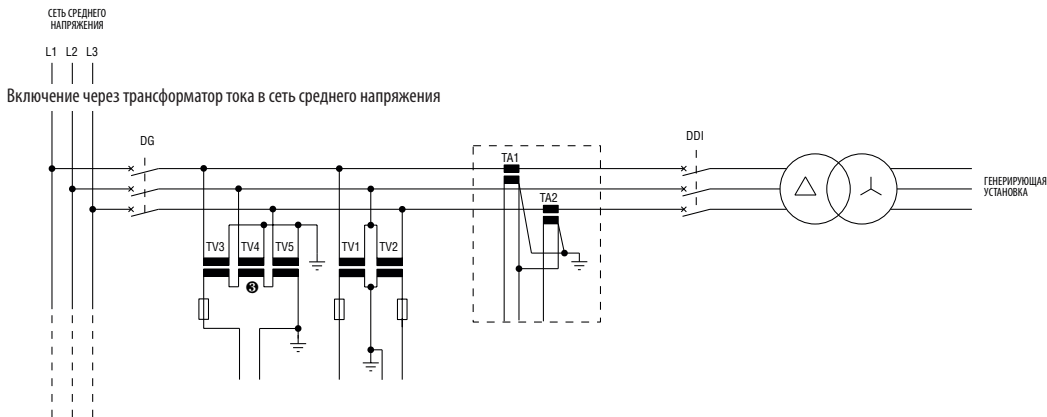 СЕТЬ СРЕДНЕГО
НАПРЯЖЕНИЯ
L1 L2 L3
Включение через трансформатор тока в сеть среднего напряжения
DG
DDI
TA1
TA2
ГЕНЕРИРУЮЩАЯ
УСТАНОВКА
TV3 TV4 TV5 TV1 TV2
3